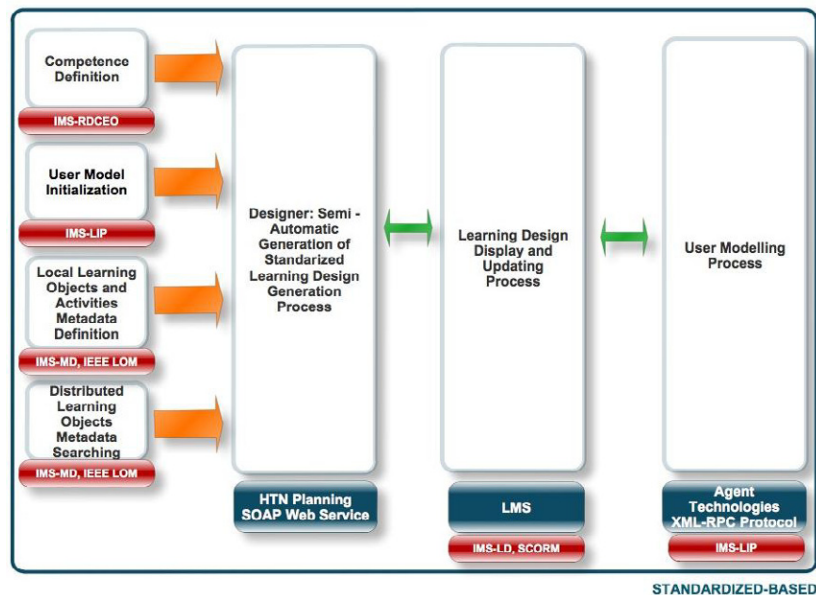 Competence
Definition
IMS-RDCEO
User Model
Initialization
IMS-LIP
Local Learning
Objects and
Activities
Metadata
Definition
IMS-MD, IEEE LOM
Distributed
Learning
Objects
Metadata
Searching
IMS-MD, IEEE LOM
Designer: Semi -
Automatic
Generation of
Standarized
Learning Design
Generation
Process
HTN Planning
SOAP Web Service
Learning Design
Display and
Updating
Process
LMS
IMS-LD, SCORM
User Modelling
Process
Agent
Technologies
XML-RPC Protocol
IMS-LIP
STANDARDIZED-BASED